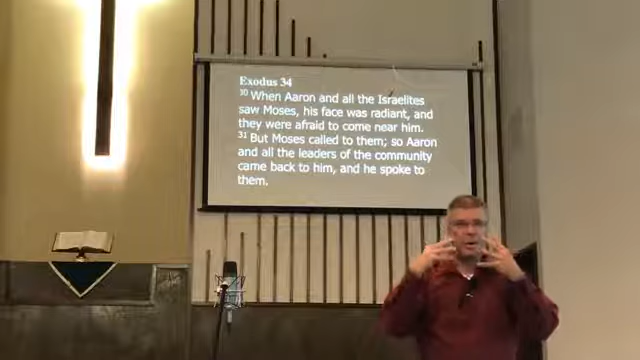 Exodus 34
30 When Aaron and all the Israelites
saw Moses, his face was radiant, and
they were afraid to come near him.
31 But Moses called to them; so Aaron
and all the leaders of the community
came back to him, and he spoke to
them.